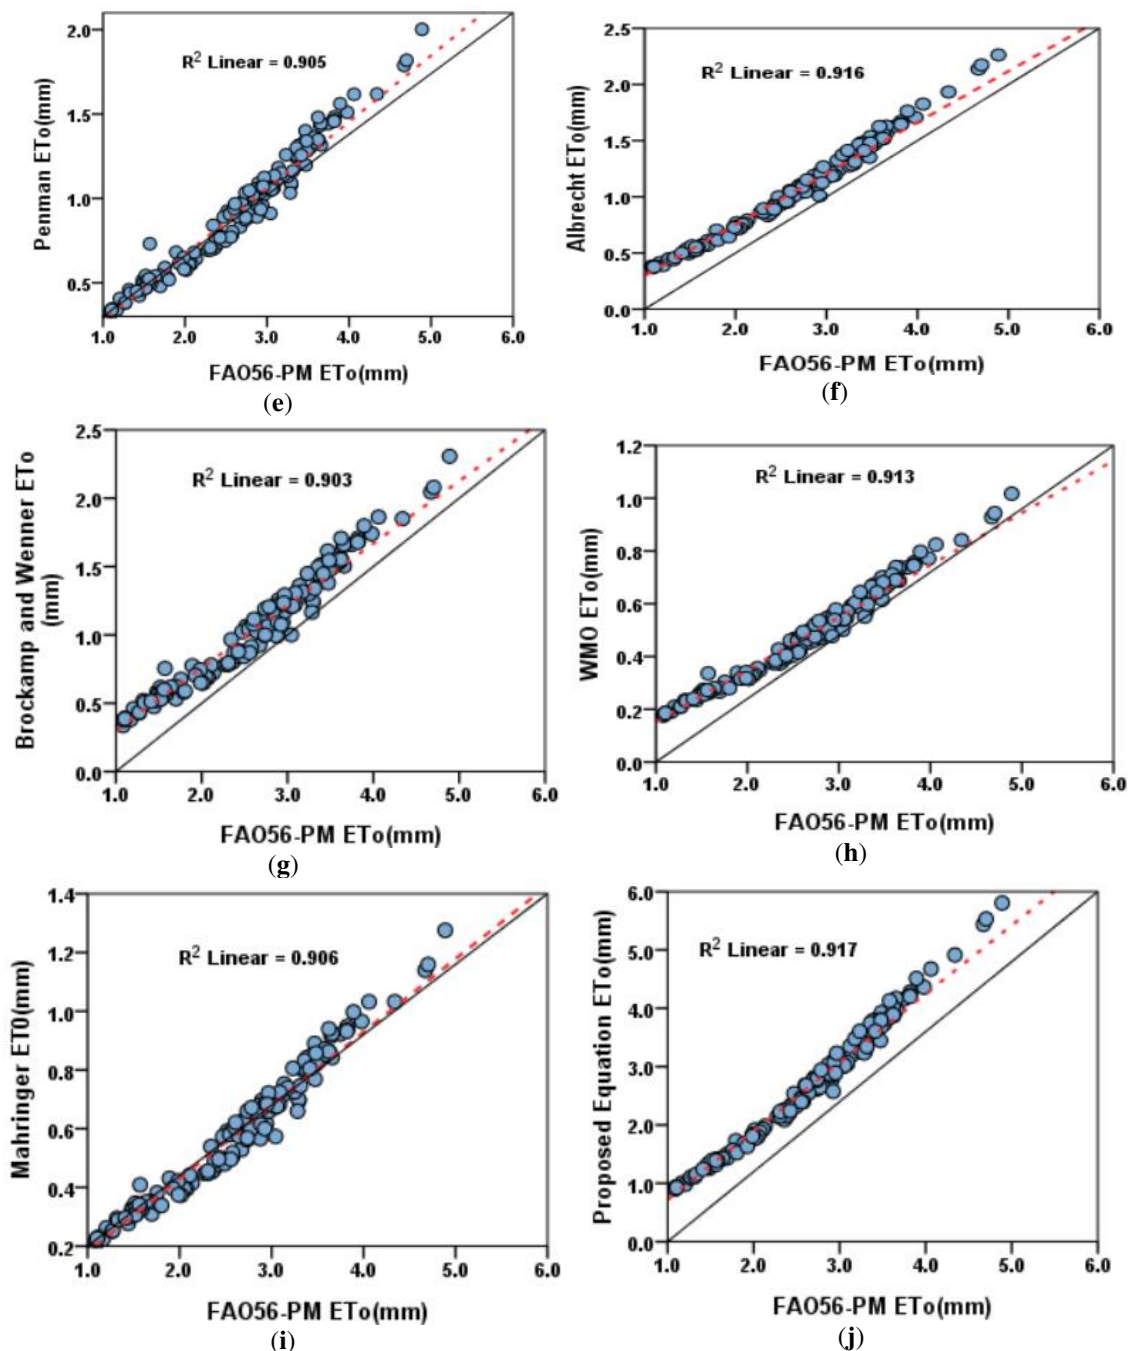 2.0
1.5
1.0
0.5
Penman ETo(mm)
R² Linear = 0.905
1.0 2.0 3.0 4.0 5.0 6.0
FAO56-PM ETo(mm)
(e)
2.5
2.0
1.5
1.0
0.5
0.0
Albrecht ETo(mm)
R² Linear = 0.916
1.0 2.0 3.0 4.0 5.0 6.0
FAO56-PM ETo(mm)
(f)
2.5
2.0
1.5
1.0
0.5
0.0
Brockamp and Wenner ETo
(mm)
R² Linear = 0.903
1.0 2.0 3.0 4.0 5.0 6.0
FAO56-PM ETo(mm)
(g)
1.2
1.0
0.8
0.6
0.4
0.2
0.0
WMO ETo(mm)
R² Linear = 0.913
1.0 2.0 3.0 4.0 5.0 6.0
FAO56-PM ETo(mm)
(h)
1.4
1.2
1.0
0.8
0.6
0.4
0.2
Mahringer ET0(mm)
R² Linear = 0.906
1.0 2.0 3.0 4.0 5.0 6.0
FAO56-PM ETo(mm)
(i)
6.0
5.0
4.0
3.0
2.0
1.0
0.0
Proposed Equation ETo(mm)
R² Linear = 0.917
1.0 2.0 3.0 4.0 5.0 6.0
FAO56-PM ETo(mm)
(j)